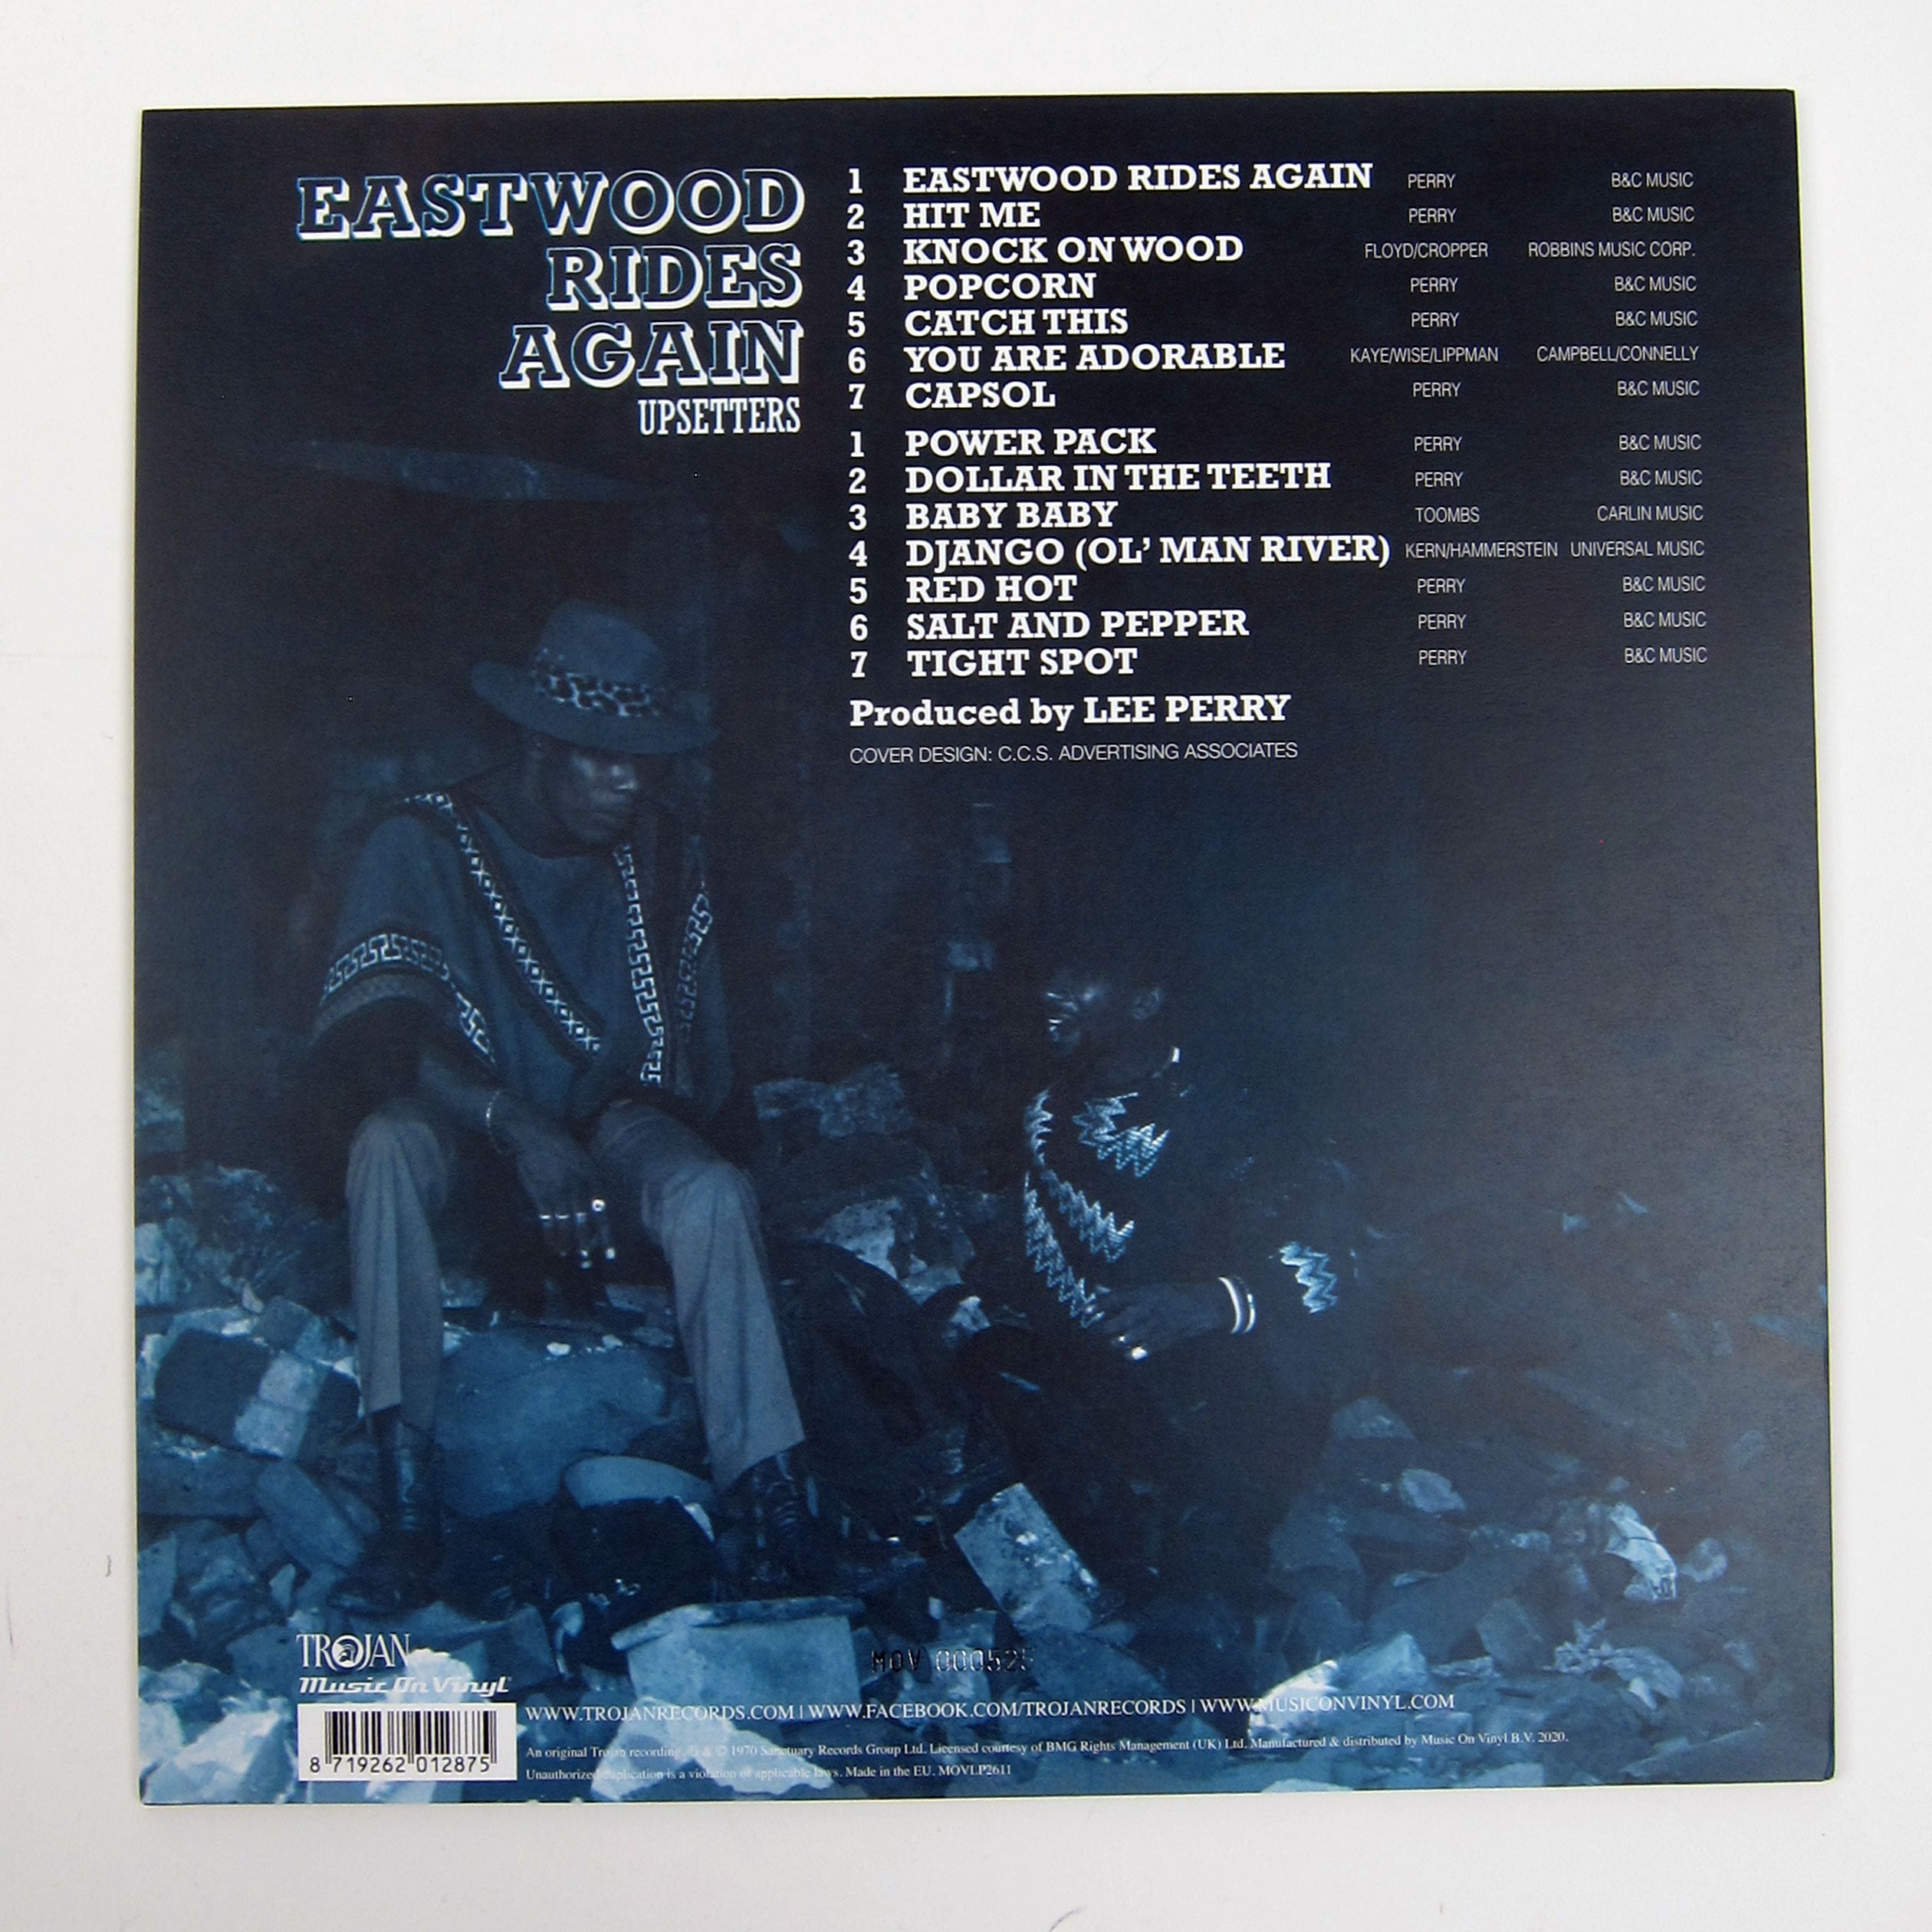 EASTWOOD
RIDES
AGAIN
UPSETTERS
1 EASTWOOD RIDES AGAIN PERRY B&C MUSIC
2 HIT ME PERRY B&C MUSIC
3 KNOCK ON WOOD FLOYD/CROPPER ROBBINS MUSIC CORP.
4 POPCORN PERRY B&C MUSIC
5 CATCH THIS PERRY B&C MUSIC
6 YOU ARE ADORABLE KAYE/WISE/LIPPMAN CAMPBELL/CONNELLY
7 CAPSOL PERRY B&C MUSIC
1 POWER PACK PERRY B&C MUSIC
2 DOLLAR IN THE TEETH PERRY B&C MUSIC
3 BABY BABY TOOMBS CARLIN MUSIC
4 DJANGO (OL' MAN RIVER) KERN/HAMMERSTEIN UNIVERSAL MUSIC
5 RED HOT PERRY B&C MUSIC
6 SALT AND PEPPER PERRY B&C MUSIC
7 TIGHT SPOT PERRY B&C MUSIC
Produced by LEE PERRY
COVER DESIGN: C.C.S. ADVERTISING ASSOCIATES
TROJAN
Music On Vinyl
MOV 000525
WWW.TROJANRECORDS.COM | WWW.FACEBOOK.COM/TROJANRECORDS | WWW.MUSICONVINYL.COM
An original Trojan recording. ℗ & © 1970 Sanctuary Records Group Ltd. Licensed courtesy of BMG Rights Management (UK) Ltd. Manufactured & distributed by Music On Vinyl B.V. 2020.
Unauthorized duplication is a violation of applicable laws. Made in the EU. MOVLP2611
8 719262 012875